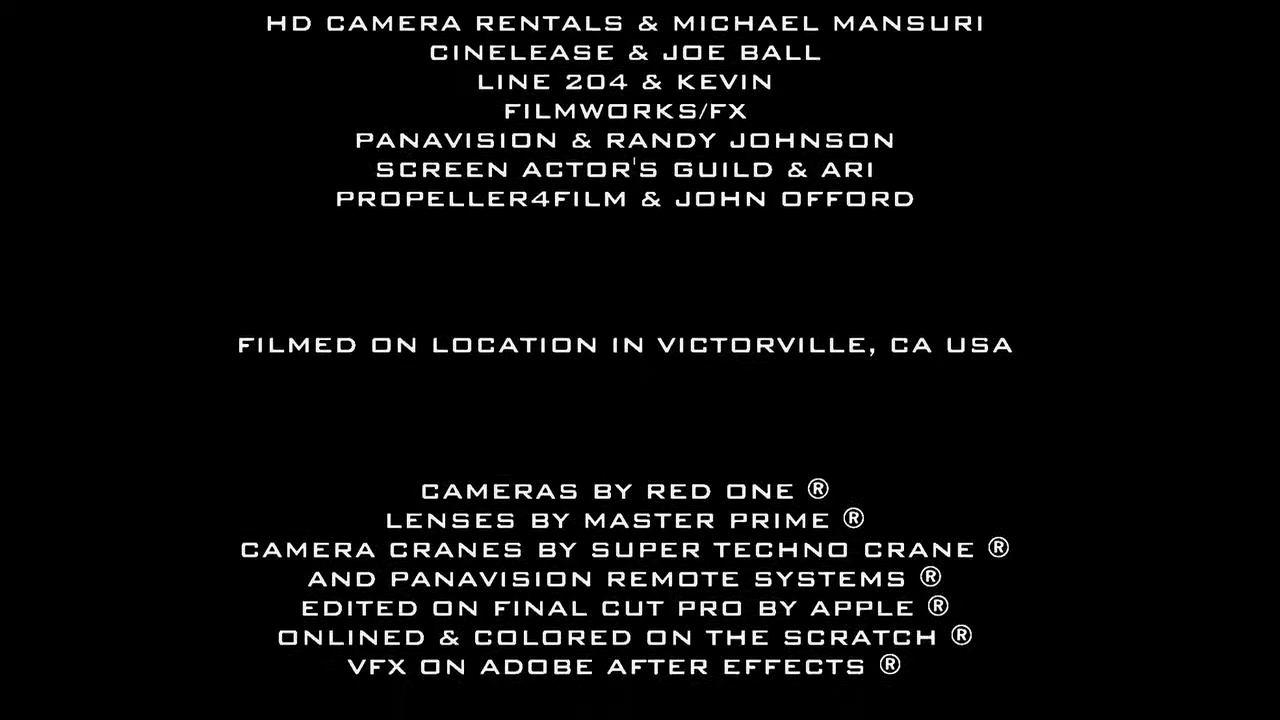 HD CAMERA RENTALS & MICHAEL MANSURI
CINELEASE & JOE BALL
LINE 204 & KEVIN
FILMWORKS/FX
PANAVISION & RANDY JOHNSON
SCREEN ACTOR'S GUILD & ARI
PROPELLER4FILM & JOHN OFFORD
FILMED ON LOCATION IN VICTORVILLE, CA USA
CAMERAS BY RED ONE ®
LENSES BY MASTER PRIME ®
CAMERA CRANES BY SUPER TECHNO CRANE ®
AND PANAVISION REMOTE SYSTEMS ®
EDITED ON FINAL CUT PRO BY APPLE ®
ONLINED & COLORED ON THE SCRATCH ®
VFX ON ADOBE AFTER EFFECTS ®